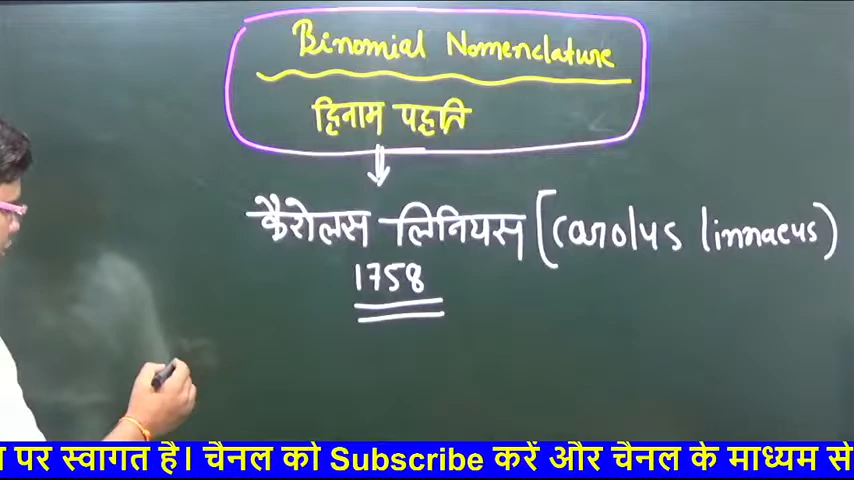 Binomial Nomenclature
द्विनाम पद्धति
कैरोलस लिनियस (Carolus linnaeus)
1758
पर स्वागत है। चैनल को Subscribe करें और चैनल के माध्यम से